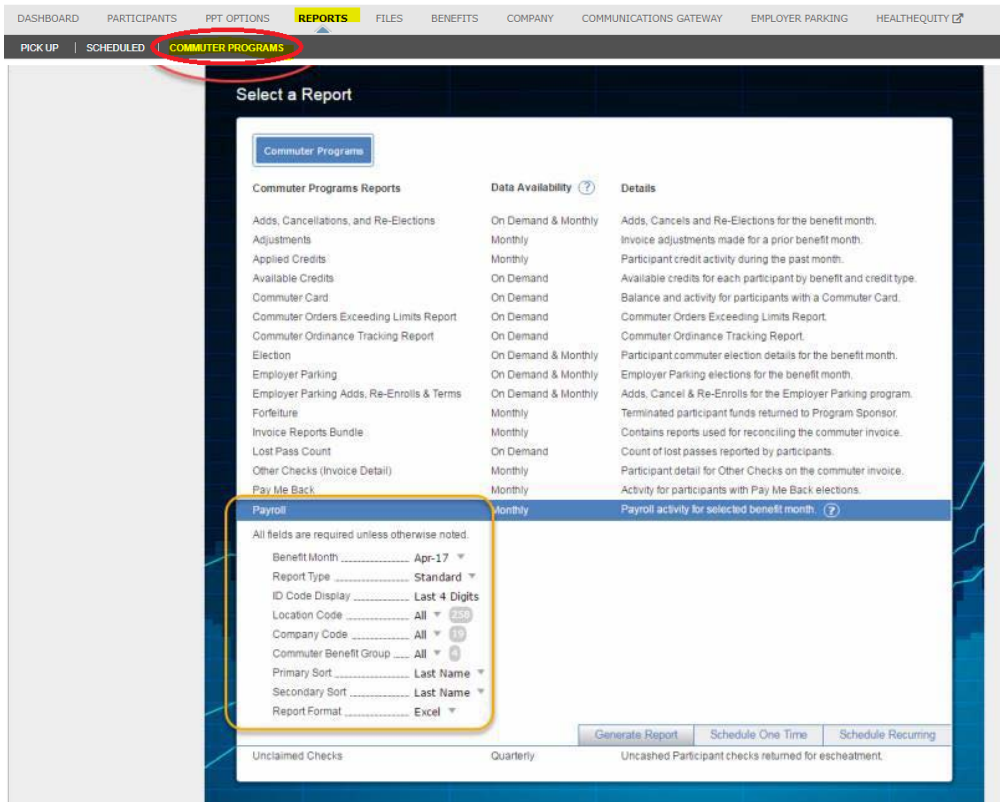 DASHBOARD PARTICIPANTS PPT OPTIONS REPORTS FILES BENEFITS COMPANY COMMUNICATIONS GATEWAY EMPLOYER PARKING HEALTHEQUITY
PICK UP | SCHEDULED | COMMUTER PROGRAMS
Select a Report
Commuter Programs
Commuter Programs Reports Data Availability ? Details
Adds, Cancellations, and Re-Elections On Demand & Monthly Adds, Cancels and Re-Elections for the benefit month.
Adjustments Monthly Invoice adjustments made for a prior benefit month.
Applied Credits Monthly Participant credit activity during the past month.
Available Credits On Demand Available credits for each participant by benefit and credit type.
Commuter Card On Demand Balance and activity for participants with a Commuter Card.
Commuter Orders Exceeding Limits Report On Demand Commuter Orders Exceeding Limits Report.
Commuter Ordinance Tracking Report On Demand Commuter Ordinance Tracking Report.
Election On Demand & Monthly Participant commuter election details for the benefit month.
Employer Parking On Demand & Monthly Employer Parking elections for the benefit month.
Employer Parking Adds, Re-Enrolls & Terms On Demand & Monthly Adds, Cancel & Re-Enrolls for the Employer Parking program.
Forfeiture Monthly Terminated participant funds returned to Program Sponsor.
Invoice Reports Bundle Monthly Contains reports used for reconciling the commuter invoice.
Lost Pass Count On Demand Count of lost passes reported by participants.
Other Checks (Invoice Detail) Monthly Participant detail for Other Checks on the commuter invoice.
Pay Me Back Monthly Activity for participants with Pay Me Back elections.
Payroll Monthly Payroll activity for selected benefit month. ?
All fields are required unless otherwise noted.
Benefit Month Apr-17
Report Type Standard
ID Code Display Last 4 Digits
Location Code All 258
Company Code All 19
Commuter Benefit Group All 4
Primary Sort Last Name
Secondary Sort Last Name
Report Format Excel
Generate Report Schedule One Time Schedule Recurring
Unclaimed Checks Quarterly Uncashed Participant checks returned for escheatment.